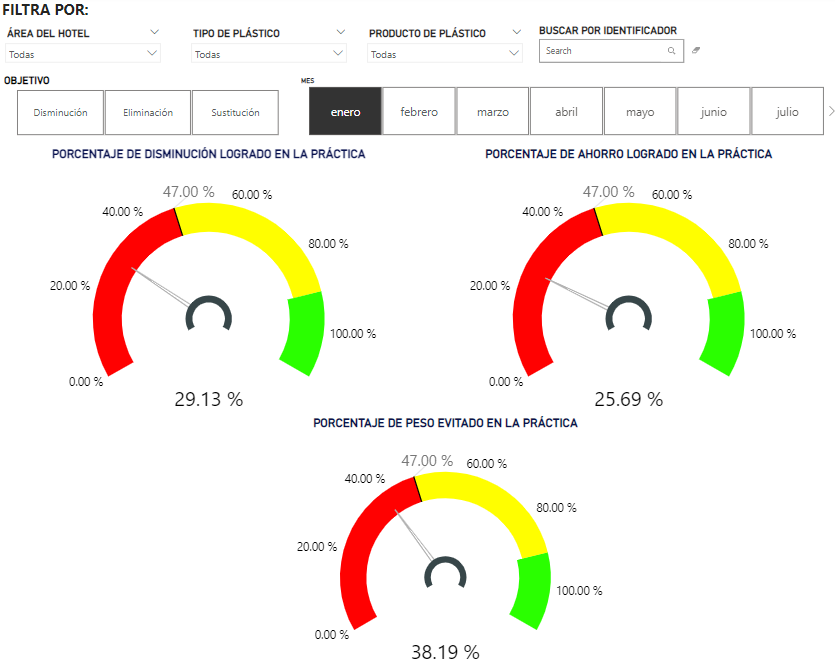 FILTRA POR:
ÁREA DEL HOTEL
Todas
TIPO DE PLÁSTICO
Todas
PRODUCTO DE PLÁSTICO
Todas
BUSCAR POR IDENTIFICADOR
Search
OBJETIVO
Disminución
Eliminación
Sustitución
MES
enero
febrero
marzo
abril
mayo
junio
julio
PORCENTAJE DE DISMINUCIÓN LOGRADO EN LA PRÁCTICA
0.00 %
20.00 %
40.00 %
47.00 %
60.00 %
80.00 %
100.00 %
29.13 %
PORCENTAJE DE AHORRO LOGRADO EN LA PRÁCTICA
0.00 %
20.00 %
40.00 %
47.00 %
60.00 %
80.00 %
100.00 %
25.69 %
PORCENTAJE DE PESO EVITADO EN LA PRÁCTICA
0.00 %
20.00 %
40.00 %
47.00 %
60.00 %
80.00 %
100.00 %
38.19 %